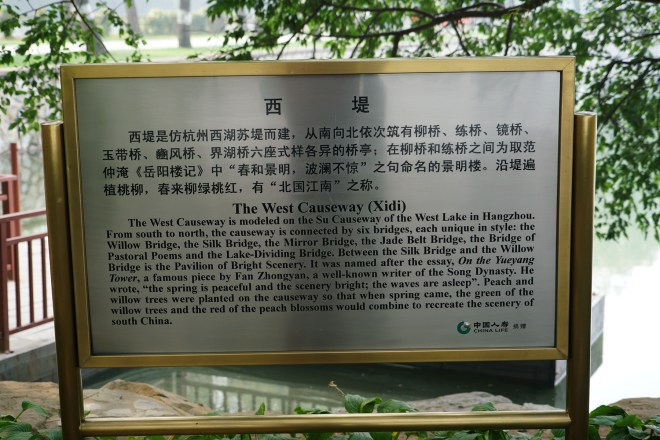 西　　堤
西堤是仿杭州西湖苏堤而建，从南向北依次筑有柳桥、练桥、镜桥、
玉带桥、豳风桥、界湖桥六座式样各异的桥亭；在柳桥和练桥之间为取范
仲淹《岳阳楼记》中“春和景明，波澜不惊”之句命名的景明楼。沿堤遍
植桃柳，春来柳绿桃红，有“北国江南”之称。
The West Causeway (Xidi)
The West Causeway is modeled on the Su Causeway of the West Lake in Hangzhou.
From south to north, the causeway is connected by six bridges, each unique in style: the
Willow Bridge, the Silk Bridge, the Mirror Bridge, the Jade Belt Bridge, the Bridge of
Pastoral Poems and the Lake-Dividing Bridge. Between the Silk Bridge and the Willow
Bridge is the Pavilion of Bright Scenery. It was named after the essay, On the Yueyang
Tower, a famous piece by Fan Zhongyan, a well-known writer of the Song Dynasty. He
wrote, “the spring is peaceful and the scenery bright; the waves are asleep”. Peach and
willow trees were planted on the causeway so that when spring came, the green of the
willow trees and the red of the peach blossoms would combine to recreate the scenery of
south China.
中国人寿 捐赠
CHINA LIFE